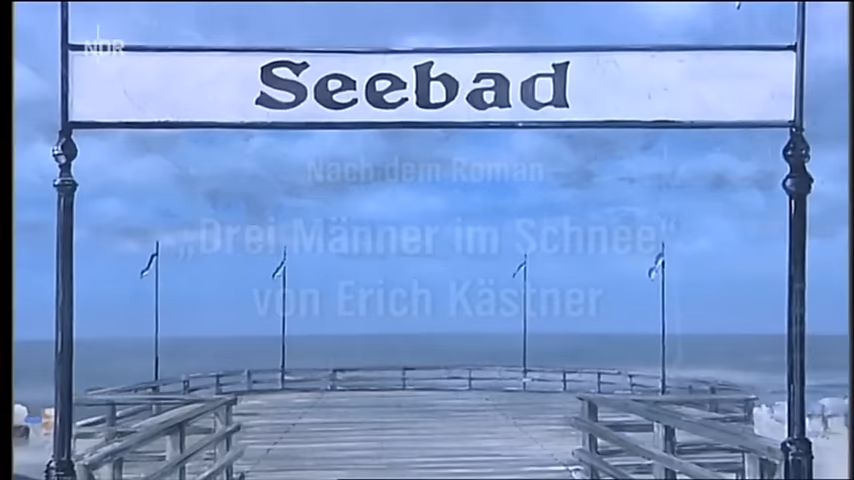 NDR
Seebad
Nach dem Roman
„Drei Männer im Schnee"
von Erich Kästner